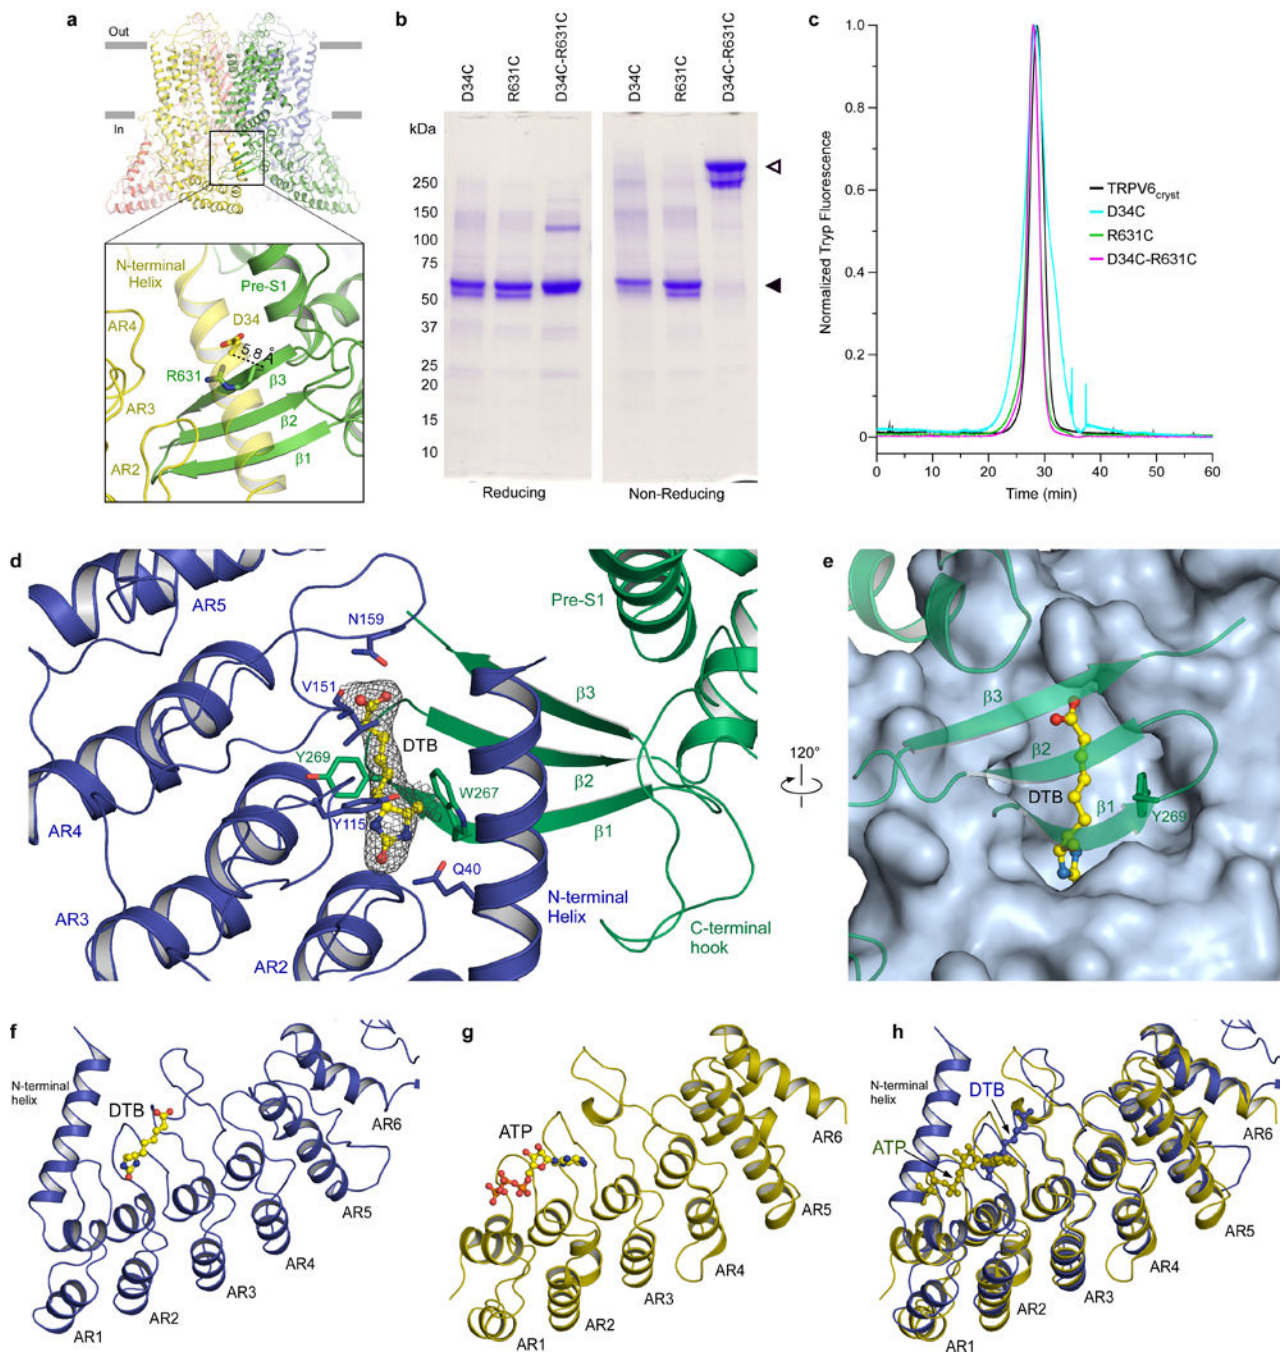 a
Out
In
N-terminal
Helix
Pre-S1
AR4
D34
5.8 Å
R631
β3
AR3
β2
AR2
β1
b
D34C
R631C
D34C-R631C
D34C
R631C
D34C-R631C
kDa
250
150
100
75
50
37
25
20
15
10
Reducing
Non-Reducing
c
Normalized Tryp Fluorescence
1.0
0.8
0.6
0.4
0.2
0
0
10
20
30
40
50
60
Time (min)
TRPV6cryst
D34C
R631C
D34C-R631C
d
AR5
N159
Pre-S1
V151
β3
DTB
Y269
β2
W267
AR4
Y115
β1
Q40
N-terminal
Helix
AR3
C-terminal
hook
AR2
120°
e
β3
β2
DTB
β1
Y269
f
N-terminal
helix
DTB
AR6
AR5
AR4
AR3
AR2
AR1
g
ATP
AR6
AR5
AR4
AR3
AR2
AR1
h
N-terminal
helix
DTB
ATP
AR6
AR5
AR4
AR3
AR2
AR1